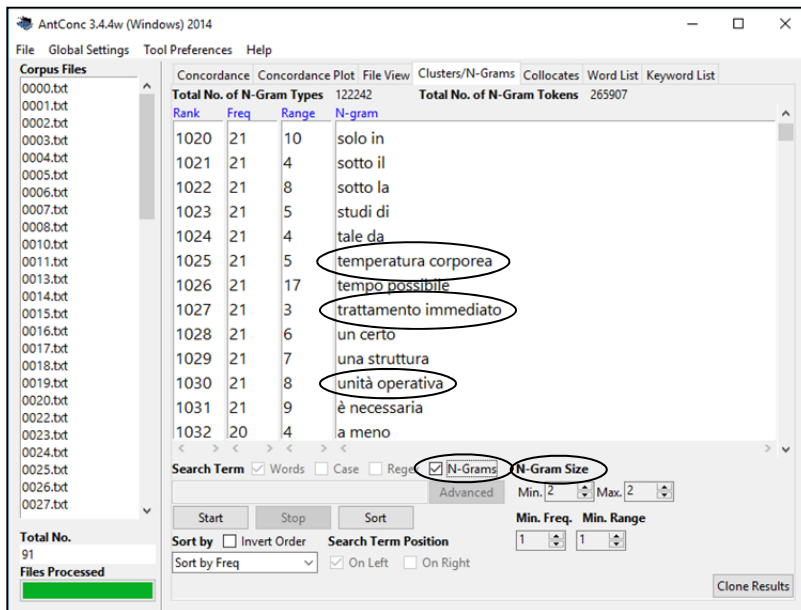 AntConc 3.4.4w (Windows) 2014
File Global Settings Tool Preferences Help
Corpus Files
0000.txt
0001.txt
0002.txt
0003.txt
0004.txt
0005.txt
0006.txt
0007.txt
0008.txt
0010.txt
0011.txt
0013.txt
0014.txt
0015.txt
0016.txt
0017.txt
0018.txt
0019.txt
0020.txt
0022.txt
0023.txt
0024.txt
0025.txt
0026.txt
0027.txt
Total No.
91
Files Processed
Concordance Concordance Plot File View Clusters/N-Grams Collocates Word List Keyword List
Total No. of N-Gram Types 122242 Total No. of N-Gram Tokens 265907
Rank Freq Range N-gram
1020 21 10 solo in
1021 21 4 sotto il
1022 21 8 sotto la
1023 21 5 studi di
1024 21 4 tale da
1025 21 5 temperatura corporea
1026 21 17 tempo possibile
1027 21 3 trattamento immediato
1028 21 6 un certo
1029 21 7 una struttura
1030 21 8 unità operativa
1031 21 9 è necessaria
1032 20 4 a meno
Search Term Words Case Rege N-Grams N-Gram Size
Advanced Min. 2 Max. 2
Start Stop Sort Min. Freq. Min. Range
Sort by Invert Order Search Term Position 1 1
Sort by Freq On Left On Right
Clone Results